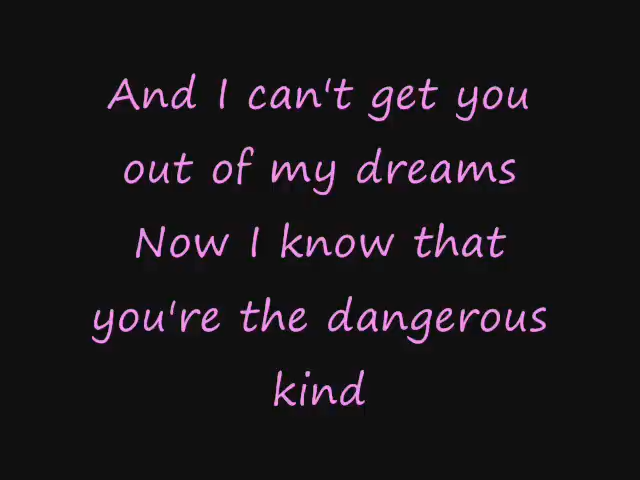 And I can't get you
out of my dreams
Now I know that
you're the dangerous
kind